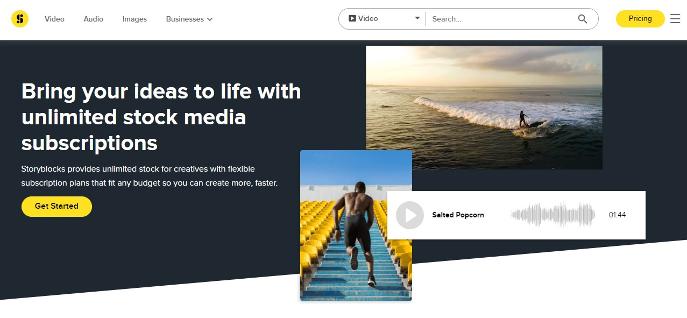 S
Video
Audio
Images
Businesses
Video
Search...
Pricing
Bring your ideas to life with
unlimited stock media
subscriptions
Storyblocks provides unlimited stock for creatives with flexible
subscription plans that fit any budget so you can create more, faster.
Get Started
Salted Popcorn
01:44